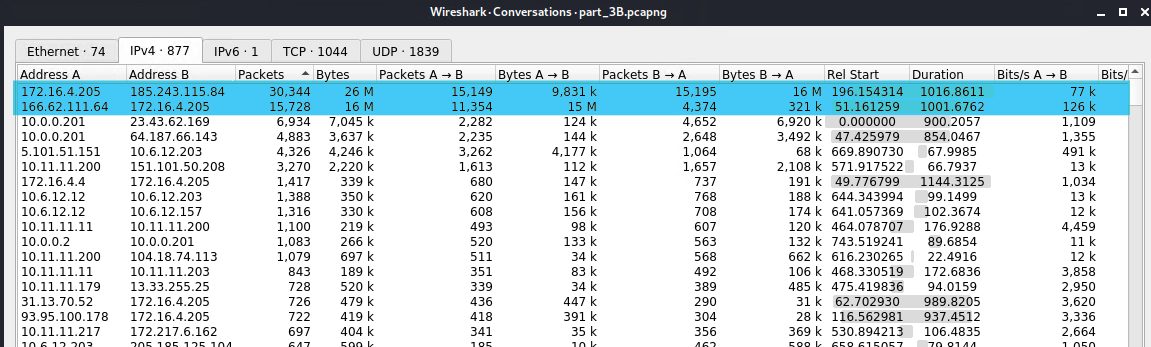 Wireshark · Conversations · part_3B.pcapng
Ethernet · 74 IPv4 · 877 IPv6 · 1 TCP · 1044 UDP · 1839
Address A Address B Packets Bytes Packets A → B Bytes A → B Packets B → A Bytes B → A Rel Start Duration Bits/s A → B Bits/
172.16.4.205 185.243.115.84 30,344 26 M 15,149 9,831 k 15,195 16 M 196.154314 1016.8611 77 k
166.62.111.64 172.16.4.205 15,728 16 M 11,354 15 M 4,374 321 k 51.161259 1001.6762 126 k
10.0.0.201 23.43.62.169 6,934 7,045 k 2,282 124 k 4,652 6,920 k 0.000000 900.2057 1,109
10.0.0.201 64.187.66.143 4,883 3,637 k 2,235 144 k 2,648 3,492 k 47.425979 854.0467 1,355
5.101.51.151 10.6.12.203 4,326 4,246 k 3,262 4,177 k 1,064 68 k 669.890730 67.9985 491 k
10.11.11.200 151.101.50.208 3,270 2,220 k 1,613 112 k 1,657 2,108 k 571.917522 66.7937 13 k
172.16.4.4 172.16.4.205 1,417 339 k 680 147 k 737 191 k 49.776799 1144.3125 1,034
10.6.12.12 10.6.12.203 1,388 350 k 620 161 k 768 188 k 644.343994 99.1499 13 k
10.6.12.12 10.6.12.157 1,316 330 k 608 156 k 708 174 k 641.057369 102.3674 12 k
10.11.11.11 10.11.11.200 1,100 219 k 493 98 k 607 120 k 464.078707 176.9288 4,459
10.0.0.2 10.0.0.201 1,083 266 k 520 133 k 563 132 k 743.519241 89.6854 11 k
10.11.11.200 104.18.74.113 1,079 697 k 511 34 k 568 662 k 616.230265 22.4916 12 k
10.11.11.11 10.11.11.203 843 189 k 351 83 k 492 106 k 468.330519 172.6836 3,858
10.11.11.179 13.33.255.25 728 520 k 339 34 k 389 485 k 475.419836 94.0159 2,950
31.13.70.52 172.16.4.205 726 479 k 436 447 k 290 31 k 62.702930 989.8205 3,620
93.95.100.178 172.16.4.205 722 419 k 418 391 k 304 28 k 116.562981 937.4512 3,336
10.11.11.217 172.217.6.162 697 404 k 341 35 k 356 369 k 530.894213 106.4835 2,664
10.6.12.203 205.185.125.104 647 599 k 185 10 k 462 588 k 658.615057 79.8144 1,050